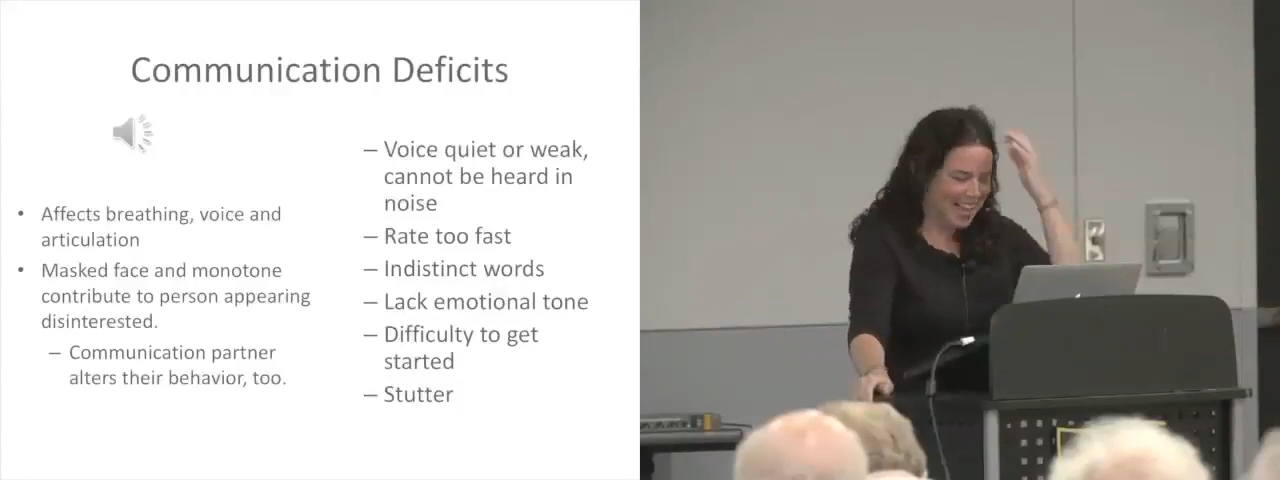 Communication Deficits
• Affects breathing, voice and
articulation
• Masked face and monotone
contribute to person appearing
disinterested.
– Communication partner
alters their behavior, too.
– Voice quiet or weak,
cannot be heard in
noise
– Rate too fast
– Indistinct words
– Lack emotional tone
– Difficulty to get
started
– Stutter